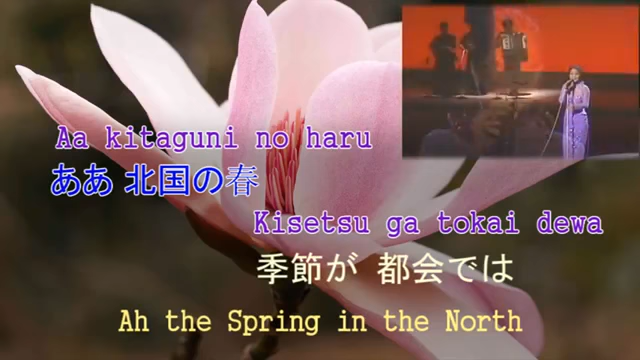 Aa kitaguni no haru
ああ 北国の春
Kisetsu ga tokai dewa
季節が 都会では
Ah the Spring in the North